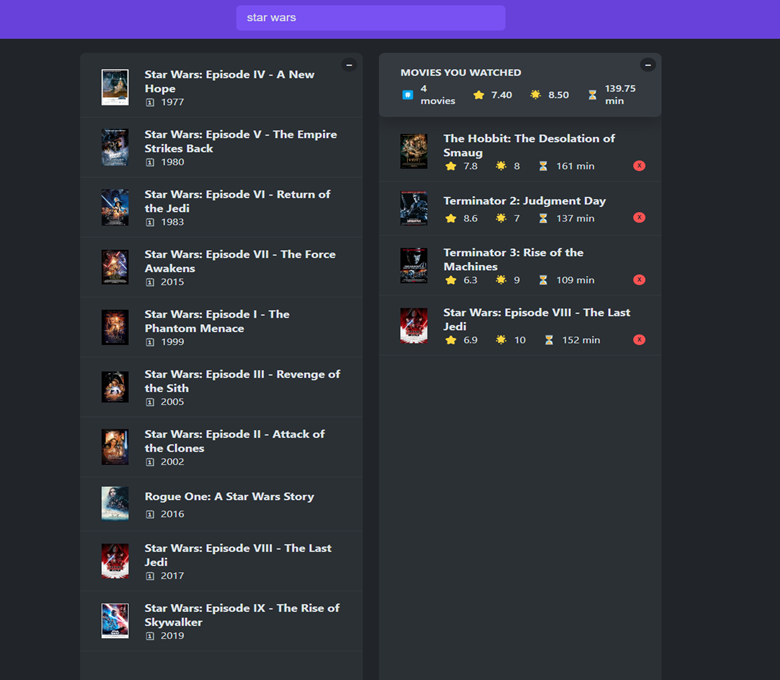 star wars
Star Wars: Episode IV - A New
Hope
1977
Star Wars: Episode V - The Empire
Strikes Back
1980
Star Wars: Episode VI - Return of
the Jedi
1983
Star Wars: Episode VII - The Force
Awakens
2015
Star Wars: Episode I - The
Phantom Menace
1999
Star Wars: Episode III - Revenge of
the Sith
2005
Star Wars: Episode II - Attack of
the Clones
2002
Rogue One: A Star Wars Story
2016
Star Wars: Episode VIII - The Last
Jedi
2017
Star Wars: Episode IX - The Rise of
Skywalker
2019
MOVIES YOU WATCHED
4 movies 7.40 8.50 139.75 min
The Hobbit: The Desolation of
Smaug
7.8 8 161 min X
Terminator 2: Judgment Day
8.6 7 137 min X
Terminator 3: Rise of the
Machines
6.3 9 109 min X
Star Wars: Episode VIII - The Last
Jedi
6.9 10 152 min X